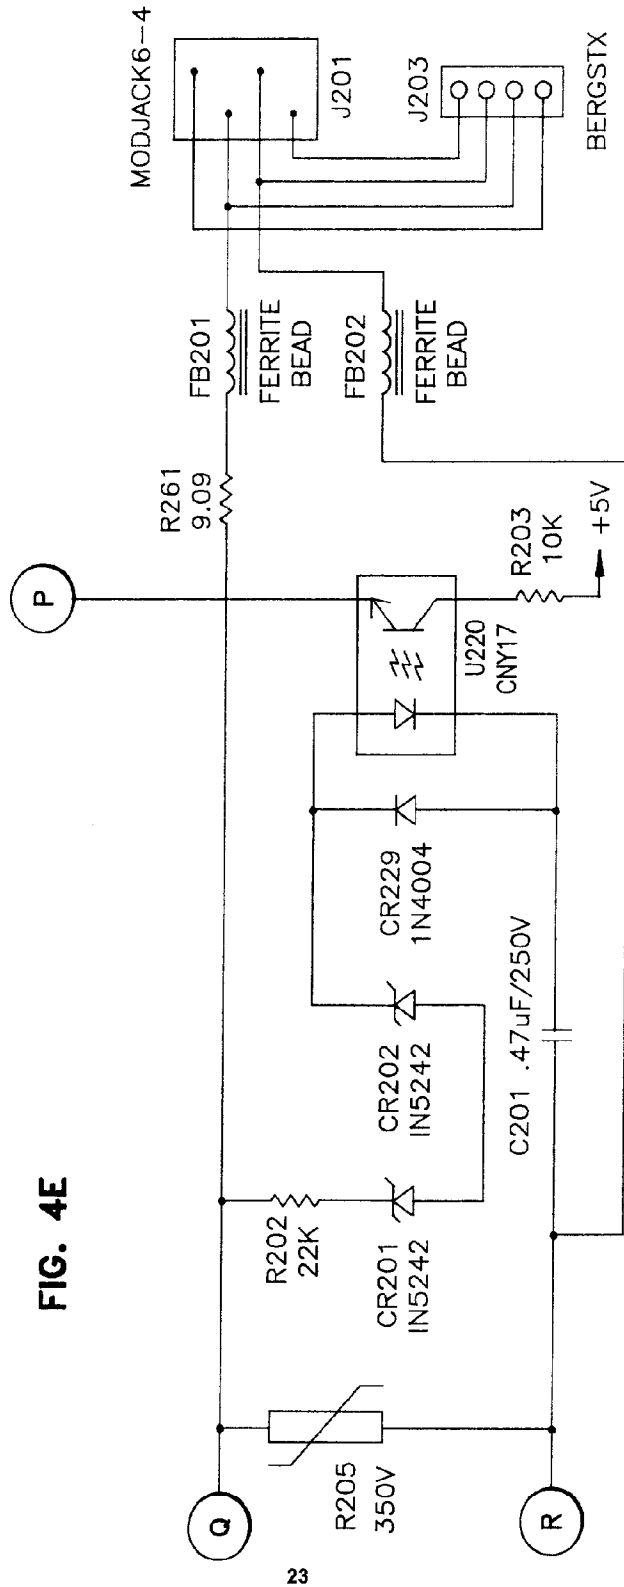 FIG. 4E
Q
R
R205
350V
R202
22K
CR201
IN5242
CR202
IN5242
C201 .47uF/250V
CR229
1N4004
U220
CNY17
P
R203
10K
+5V
R261
9.09
FB201
FERRITE
BEAD
FB202
FERRITE
BEAD
MODJACK6-4
J201
J203
BERGSTX
23